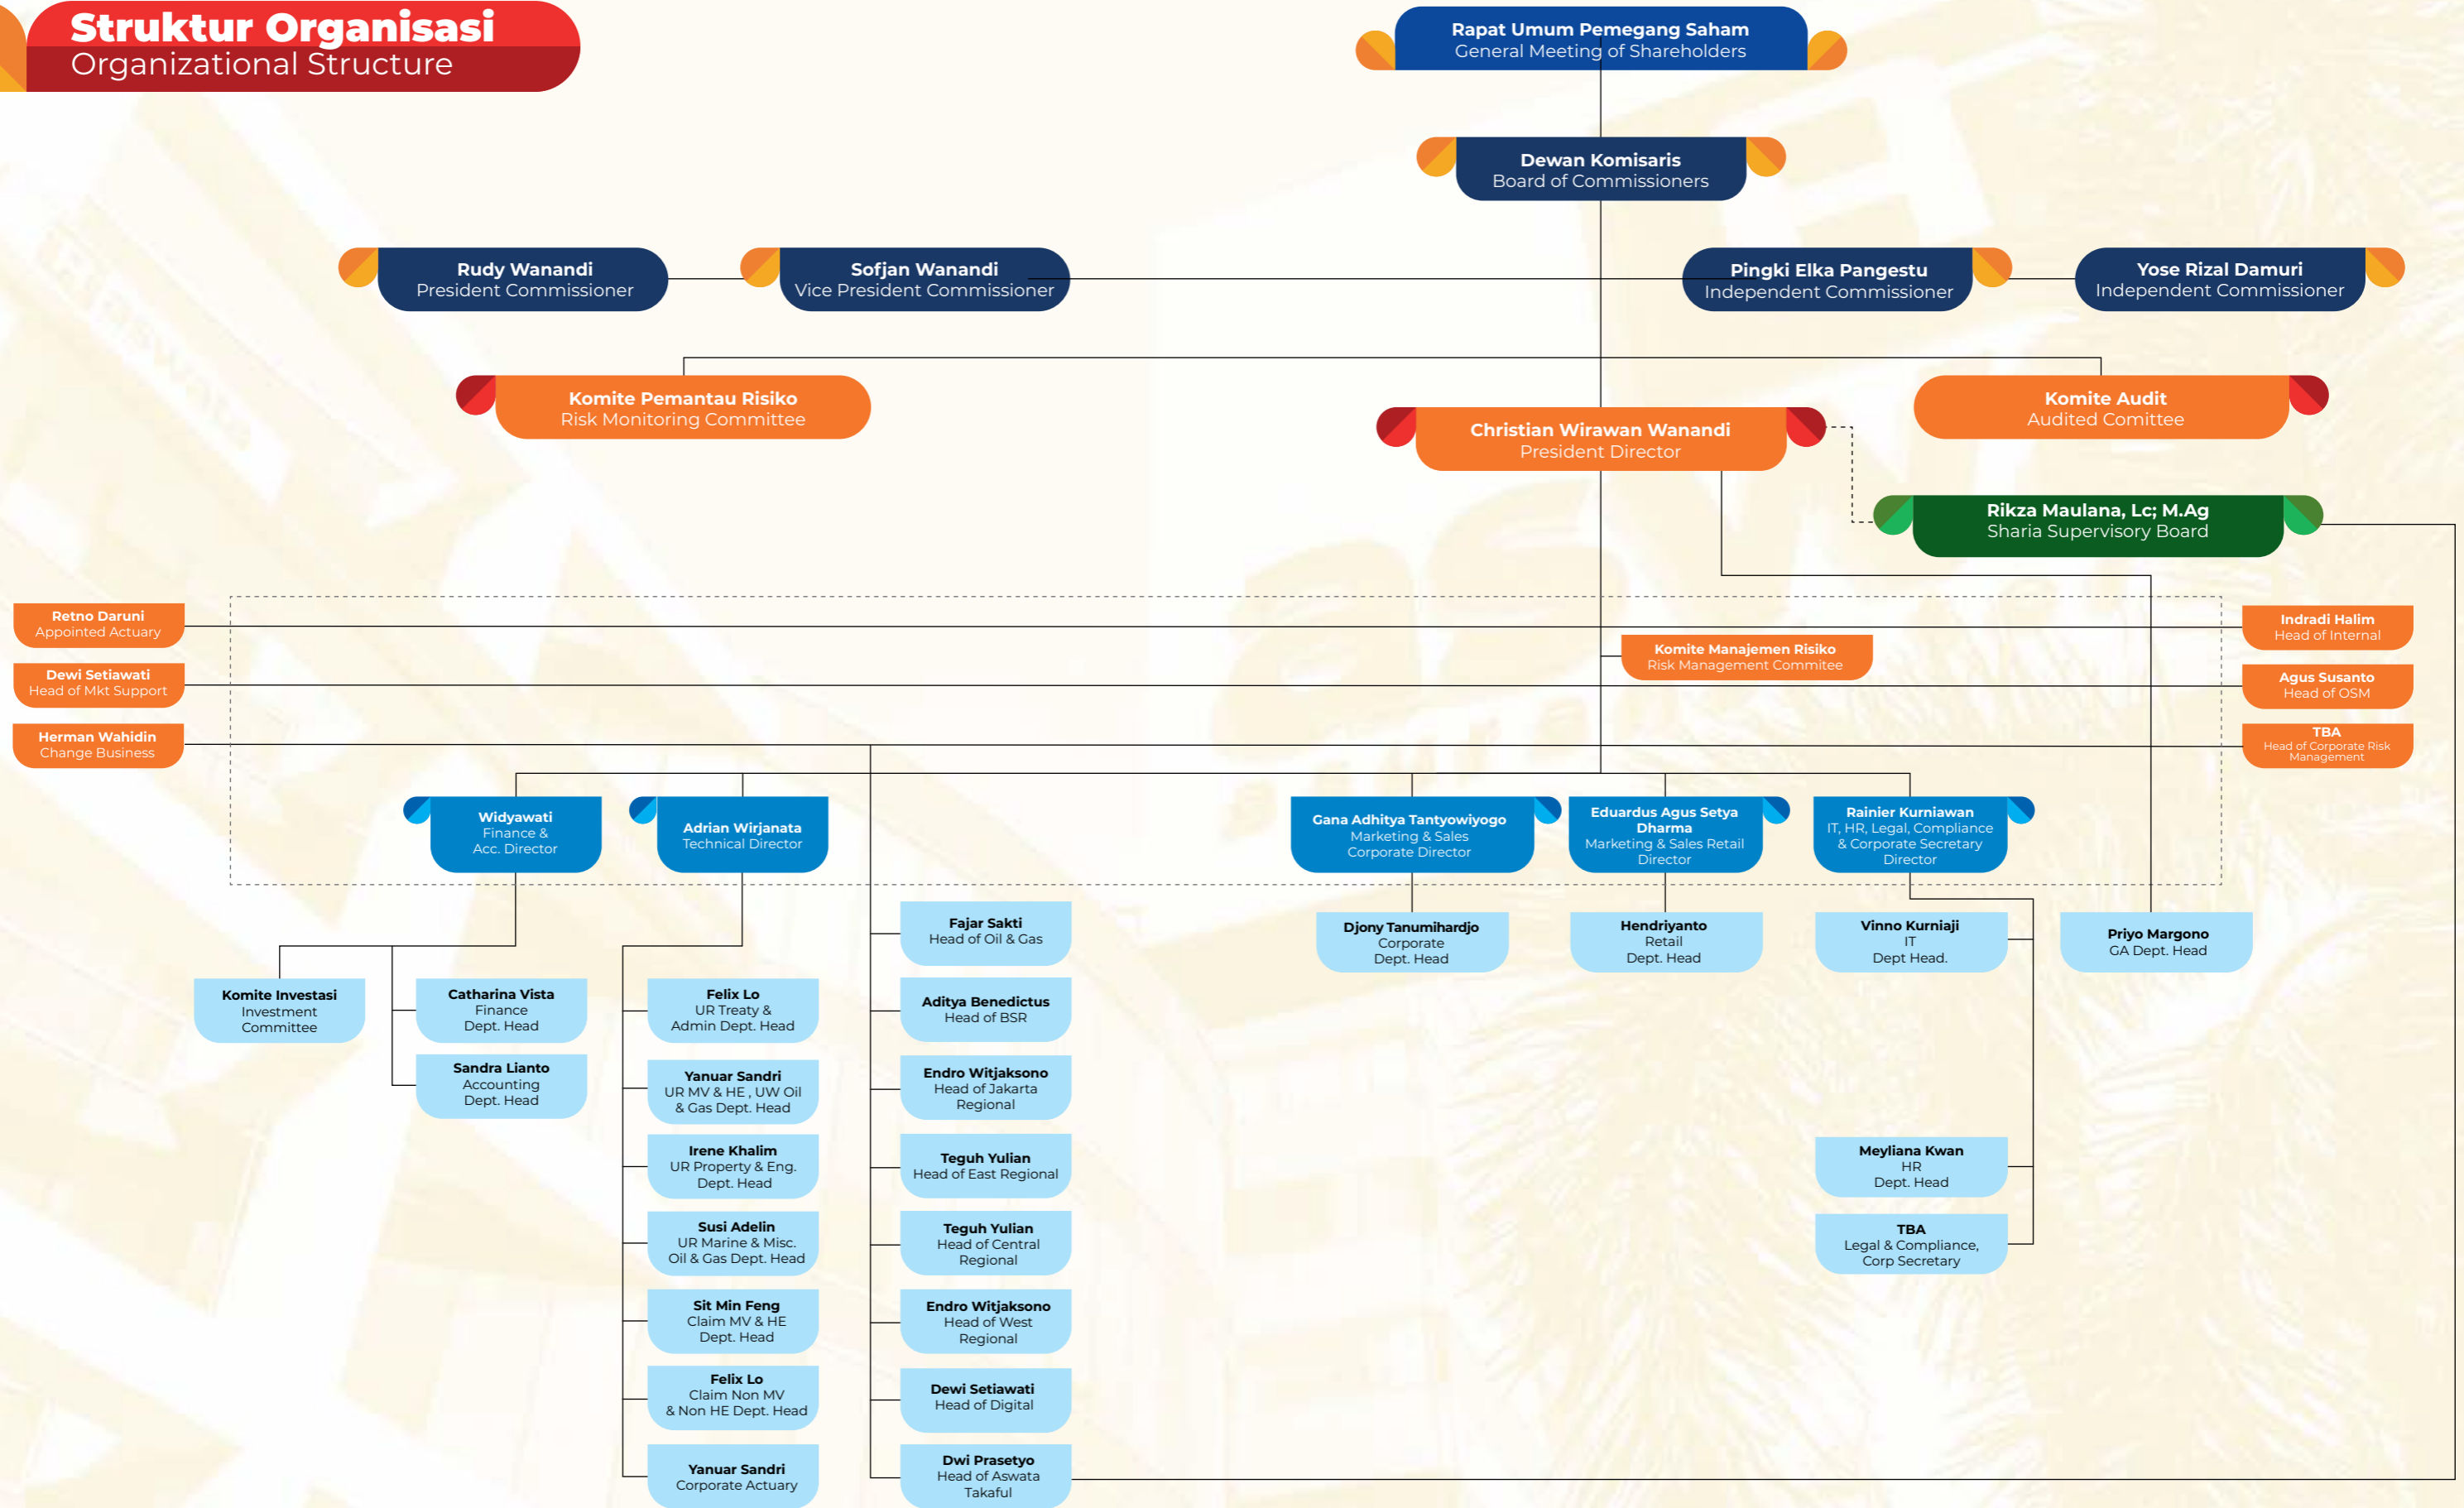 Struktur Organisasi
Organizational Structure
Rapat Umum Pemegang Saham
General Meeting of Shareholders
Dewan Komisaris
Board of Commissioners
Rudy Wanandi
President Commissioner
Sofjan Wanandi
Vice President Commissioner
Pingki Elka Pangestu
Independent Commissioner
Yose Rizal Damuri
Independent Commissioner
Komite Pemantau Risiko
Risk Monitoring Committee
Christian Wirawan Wanandi
President Director
Komite Audit
Audited Comittee
Rikza Maulana, Lc; M.Ag
Sharia Supervisory Board
Retno Daruni
Appointed Actuary
Dewi Setiawati
Head of Mkt Support
Herman Wahidin
Change Business
Komite Manajemen Risiko
Risk Management Commitee
Indradi Halim
Head of Internal
Agus Susanto
Head of OSM
TBA
Head of Corporate Risk
Management
Widyawati
Finance &
Acc. Director
Adrian Wirjanata
Technical Director
Gana Adhitya Tantyowiyogo
Marketing & Sales
Corporate Director
Eduardus Agus Setya
Dharma
Marketing & Sales Retail
Director
Rainier Kurniawan
IT, HR, Legal, Compliance
& Corporate Secretary
Director
Komite Investasi
Investment
Committee
Catharina Vista
Finance
Dept. Head
Sandra Lianto
Accounting
Dept. Head
Felix Lo
UR Treaty &
Admin Dept. Head
Yanuar Sandri
UR MV & HE , UW Oil
& Gas Dept. Head
Irene Khalim
UR Property & Eng.
Dept. Head
Susi Adelin
UR Marine & Misc.
Oil & Gas Dept. Head
Sit Min Feng
Claim MV & HE
Dept. Head
Felix Lo
Claim Non MV
& Non HE Dept. Head
Yanuar Sandri
Corporate Actuary
Fajar Sakti
Head of Oil & Gas
Aditya Benedictus
Head of BSR
Endro Witjaksono
Head of Jakarta
Regional
Teguh Yulian
Head of East Regional
Teguh Yulian
Head of Central
Regional
Endro Witjaksono
Head of West
Regional
Dewi Setiawati
Head of Digital
Dwi Prasetyo
Head of Aswata
Takaful
Djony Tanumihardjo
Corporate
Dept. Head
Hendriyanto
Retail
Dept. Head
Vinno Kurniaji
IT
Dept Head.
Meyliana Kwan
HR
Dept. Head
TBA
Legal & Compliance,
Corp Secretary
Priyo Margono
GA Dept. Head